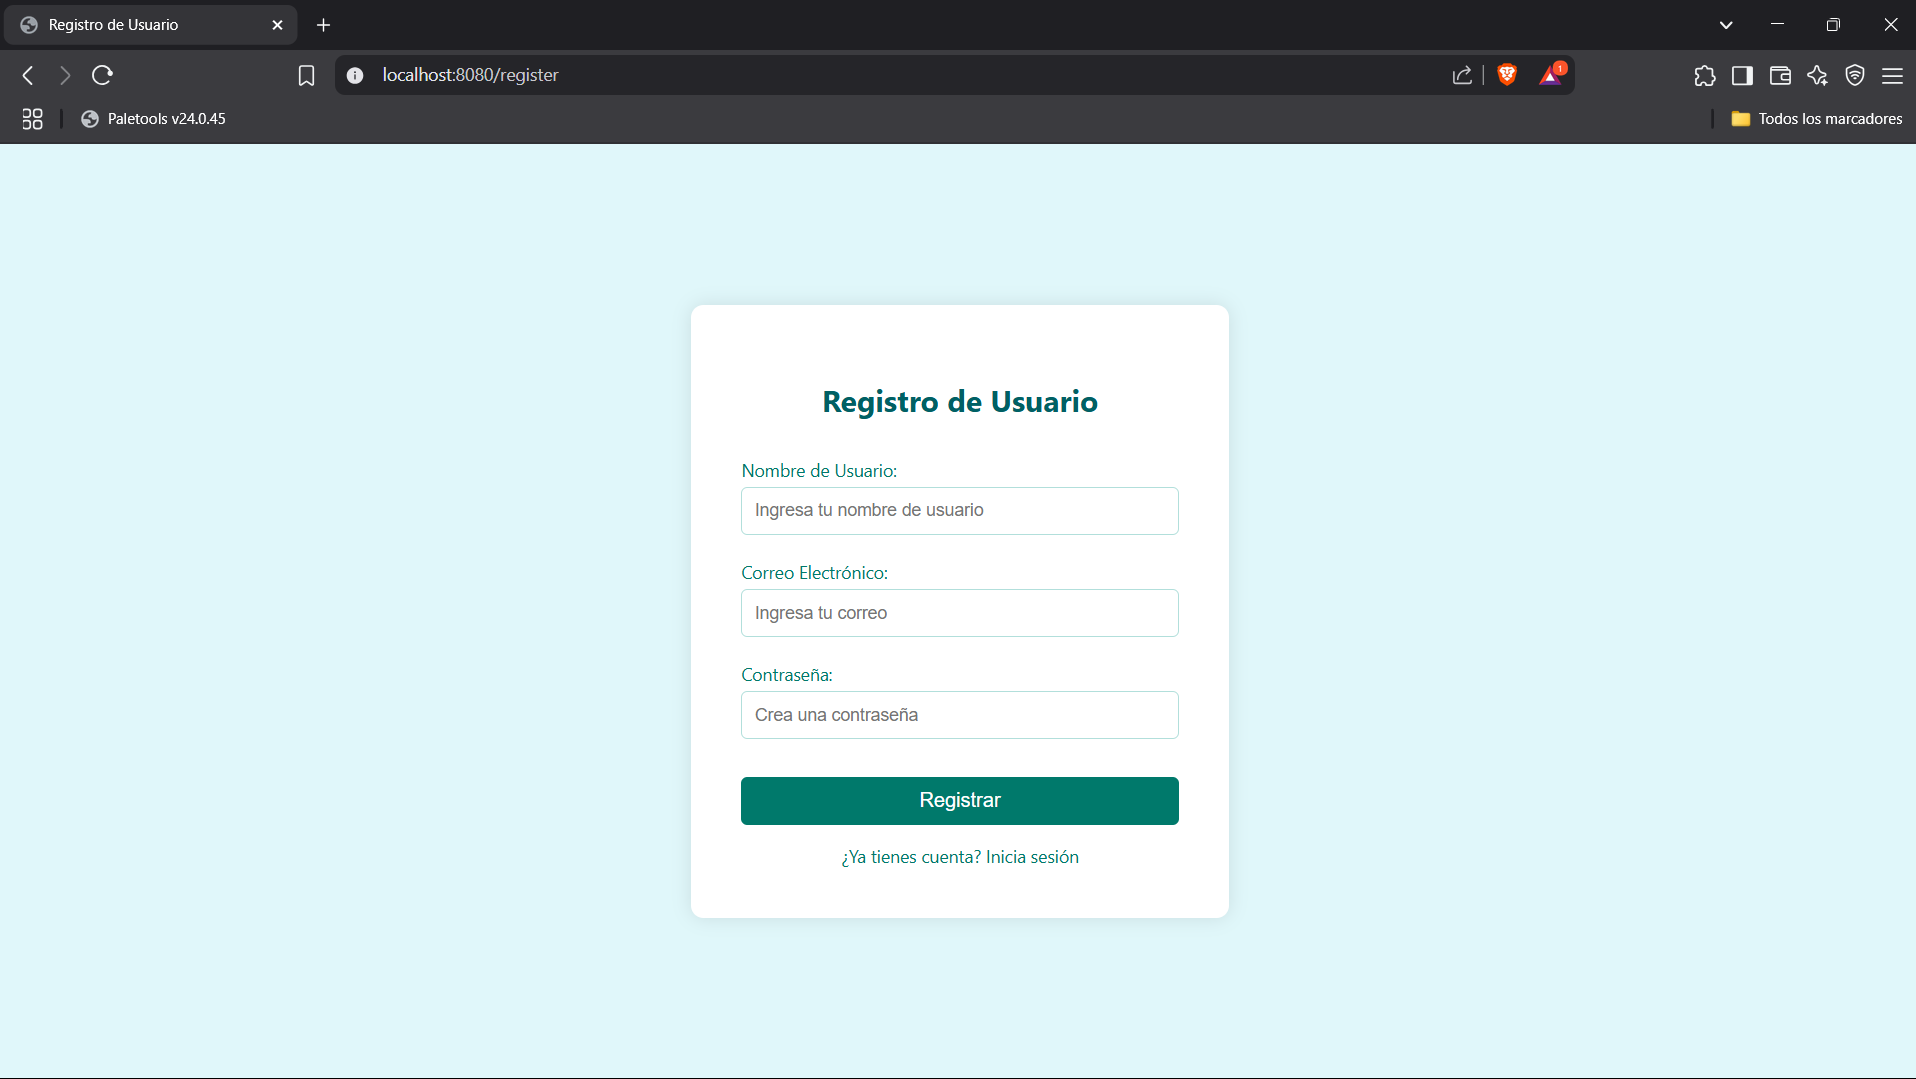 Registro de Usuario
localhost:8080/register
1
Paletools v24.0.45
Todos los marcadores
Registro de Usuario
Nombre de Usuario:
Ingresa tu nombre de usuario
Correo Electrónico:
Ingresa tu correo
Contraseña:
Crea una contraseña
Registrar
¿Ya tienes cuenta? Inicia sesión